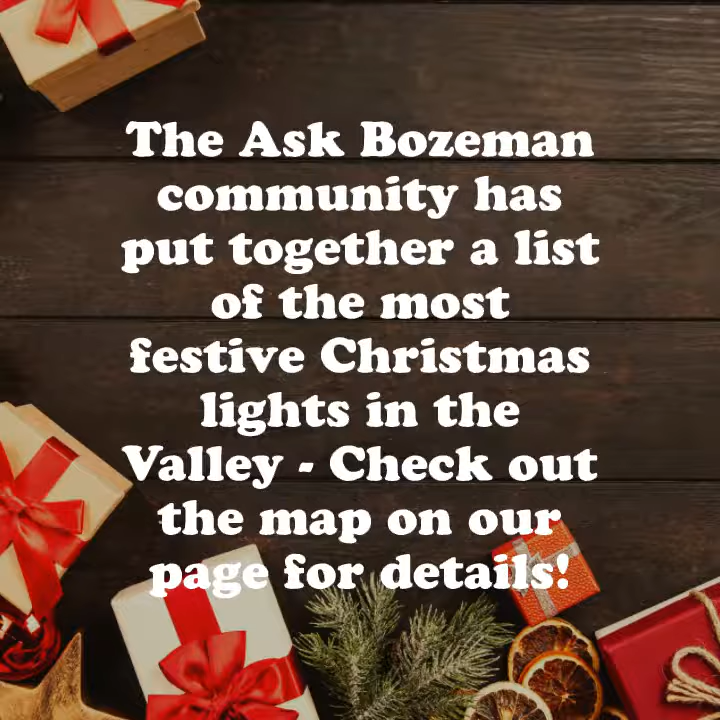 The Ask Bozeman
community has
put together a list
of the most
festive Christmas
lights in the
Valley - Check out
the map on our
page for details!